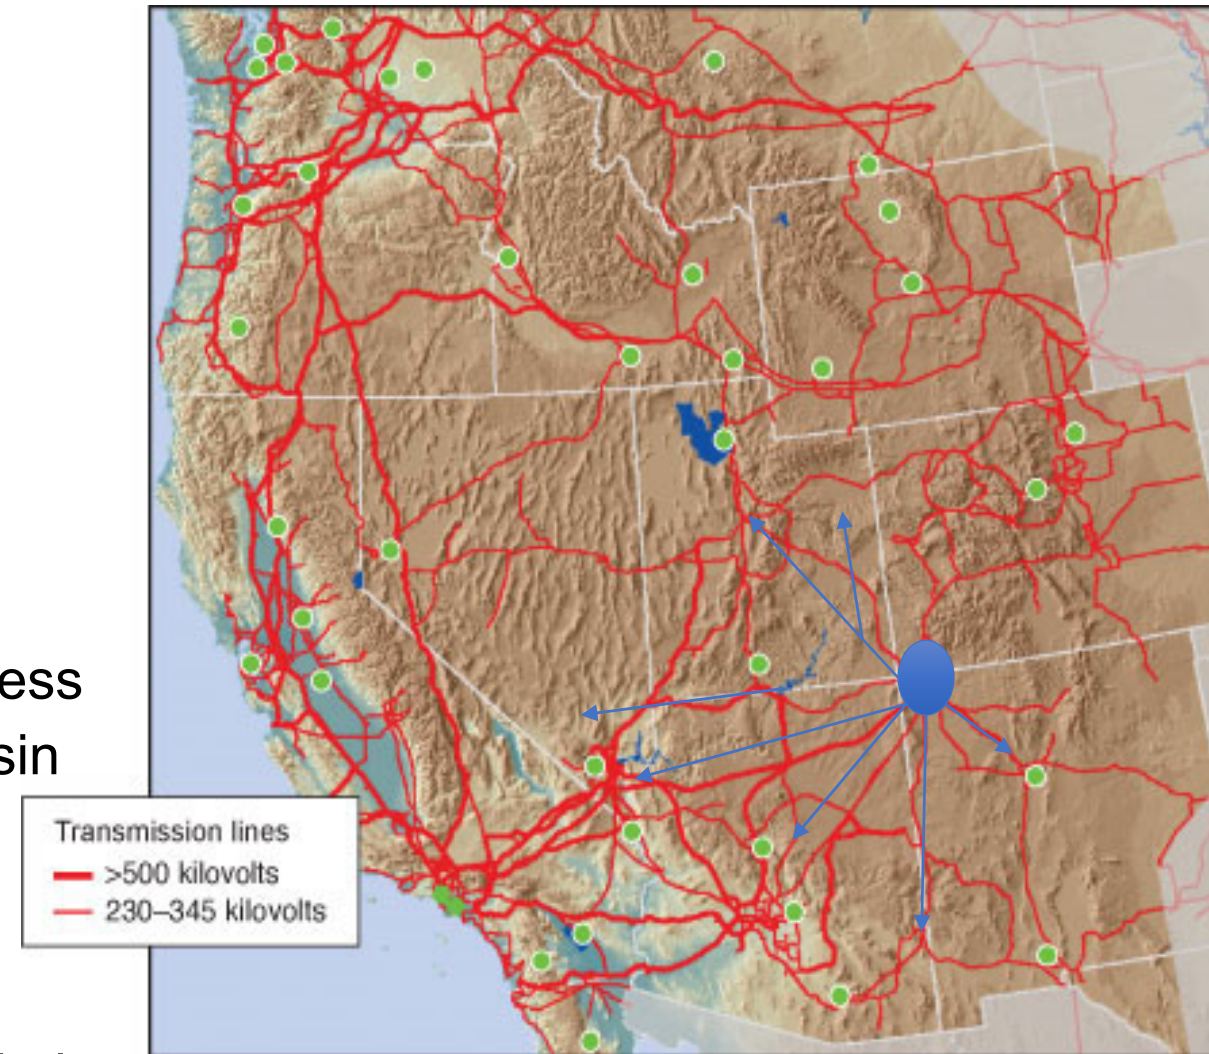 ess
sin
Transmission lines
>500 kilovolts
230–345 kilovolts